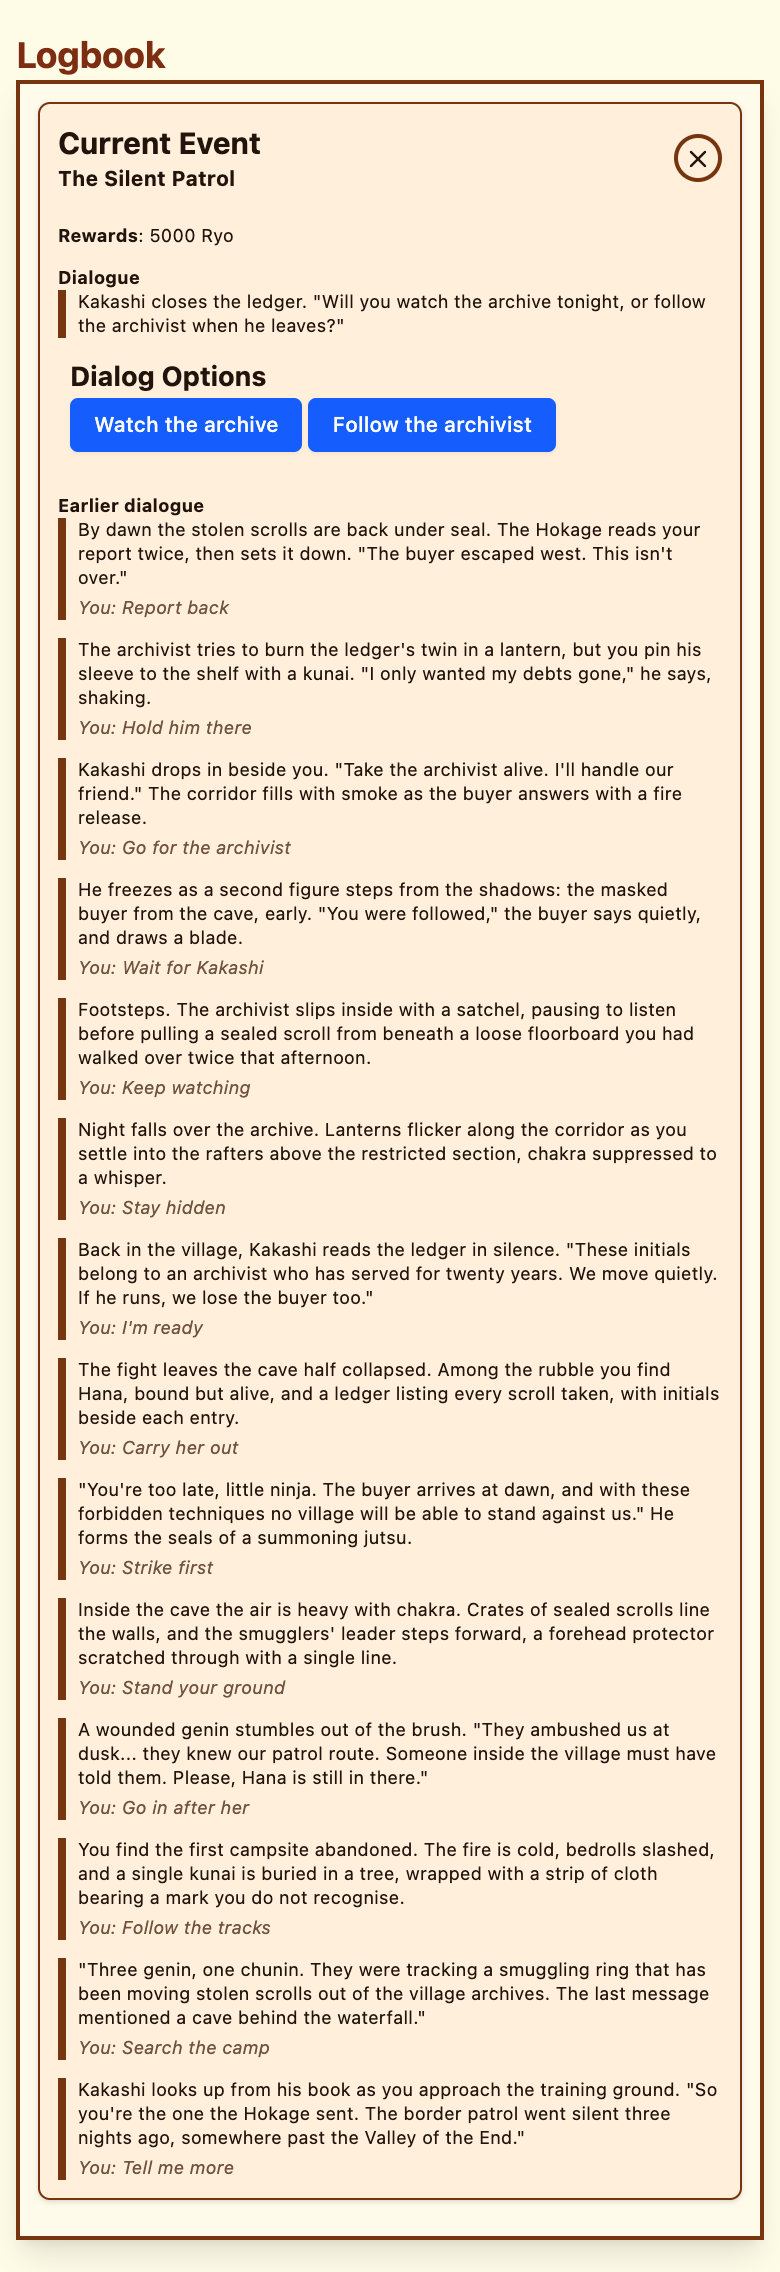 Logbook
Current Event
The Silent Patrol
Rewards: 5000 Ryo
Dialogue
Kakashi closes the ledger. "Will you watch the archive tonight, or follow
the archivist when he leaves?"
Dialog Options
Watch the archive
Follow the archivist
Earlier dialogue
By dawn the stolen scrolls are back under seal. The Hokage reads your
report twice, then sets it down. "The buyer escaped west. This isn't
over."
You: Report back
The archivist tries to burn the ledger's twin in a lantern, but you pin his
sleeve to the shelf with a kunai. "I only wanted my debts gone," he says,
shaking.
You: Hold him there
Kakashi drops in beside you. "Take the archivist alive. I'll handle our
friend." The corridor fills with smoke as the buyer answers with a fire
release.
You: Go for the archivist
He freezes as a second figure steps from the shadows: the masked
buyer from the cave, early. "You were followed," the buyer says quietly,
and draws a blade.
You: Wait for Kakashi
Footsteps. The archivist slips inside with a satchel, pausing to listen
before pulling a sealed scroll from beneath a loose floorboard you had
walked over twice that afternoon.
You: Keep watching
Night falls over the archive. Lanterns flicker along the corridor as you
settle into the rafters above the restricted section, chakra suppressed to
a whisper.
You: Stay hidden
Back in the village, Kakashi reads the ledger in silence. "These initials
belong to an archivist who has served for twenty years. We move quietly.
If he runs, we lose the buyer too."
You: I'm ready
The fight leaves the cave half collapsed. Among the rubble you find
Hana, bound but alive, and a ledger listing every scroll taken, with initials
beside each entry.
You: Carry her out
"You're too late, little ninja. The buyer arrives at dawn, and with these
forbidden techniques no village will be able to stand against us." He
forms the seals of a summoning jutsu.
You: Strike first
Inside the cave the air is heavy with chakra. Crates of sealed scrolls line
the walls, and the smugglers' leader steps forward, a forehead protector
scratched through with a single line.
You: Stand your ground
A wounded genin stumbles out of the brush. "They ambushed us at
dusk... they knew our patrol route. Someone inside the village must have
told them. Please, Hana is still in there."
You: Go in after her
You find the first campsite abandoned. The fire is cold, bedrolls slashed,
and a single kunai is buried in a tree, wrapped with a strip of cloth
bearing a mark you do not recognise.
You: Follow the tracks
"Three genin, one chunin. They were tracking a smuggling ring that has
been moving stolen scrolls out of the village archives. The last message
mentioned a cave behind the waterfall."
You: Search the camp
Kakashi looks up from his book as you approach the training ground. "So
you're the one the Hokage sent. The border patrol went silent three
nights ago, somewhere past the Valley of the End."
You: Tell me more